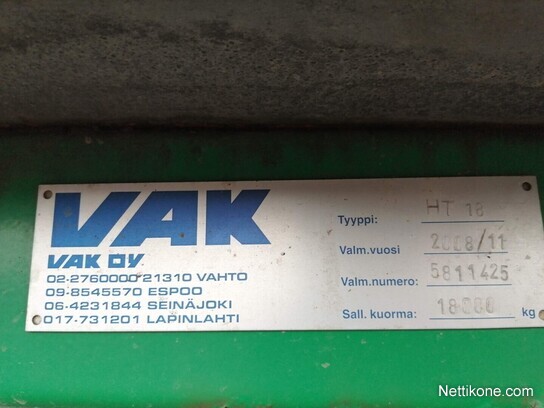 VAK
VAK OY
02-2760000 21310 VAHTO
09-8545570 ESPOO
06-4231844 SEINÄJOKI
017-731201 LAPINLAHTI
Tyyppi: HT 18
Valm.vuosi 2008/11
Valm.numero: 5811425
Sall. kuorma: kg
Nettikone.com